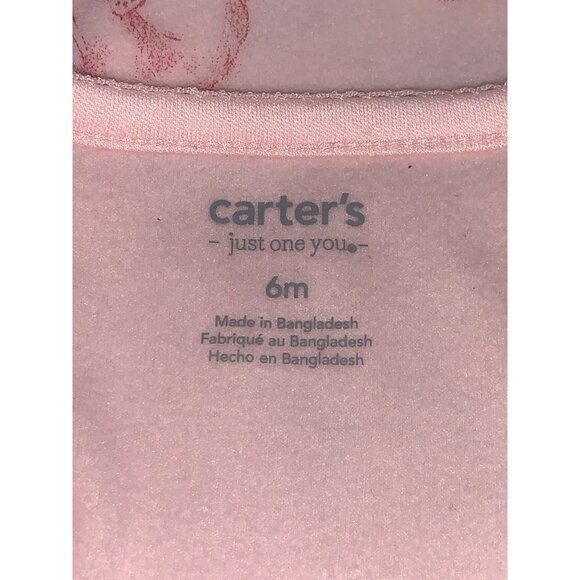 carter's
- just one you.-
6m
Made in Bangladesh
Fabriqué au Bangladesh
Hecho en Bangladesh